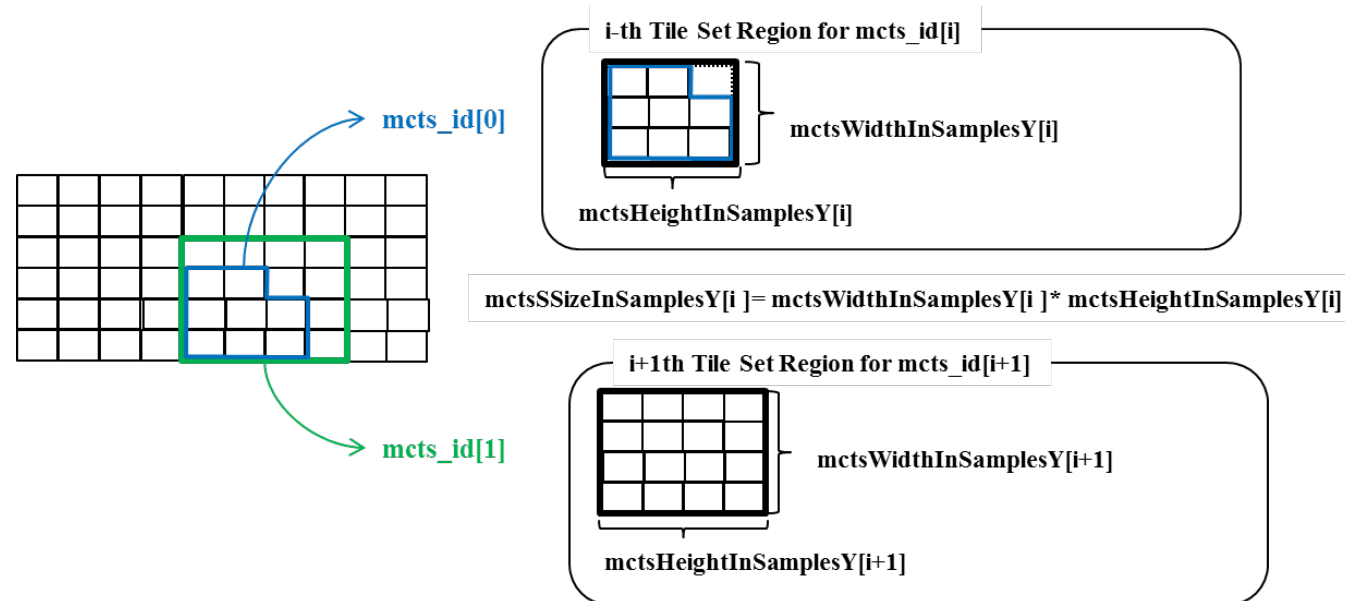 i-th Tile Set Region for mcts_id[i]
mcts_id[0]
mctsWidthInSamplesY[i]
mctsHeightInSamplesY[i]
mctsSSizeInSamplesY[i ]= mctsWidthInSamplesY[i ]* mctsHeightInSamplesY[i]
i+1th Tile Set Region for mcts_id[i+1]
mcts_id[1]
mctsWidthInSamplesY[i+1]
mctsHeightInSamplesY[i+1]